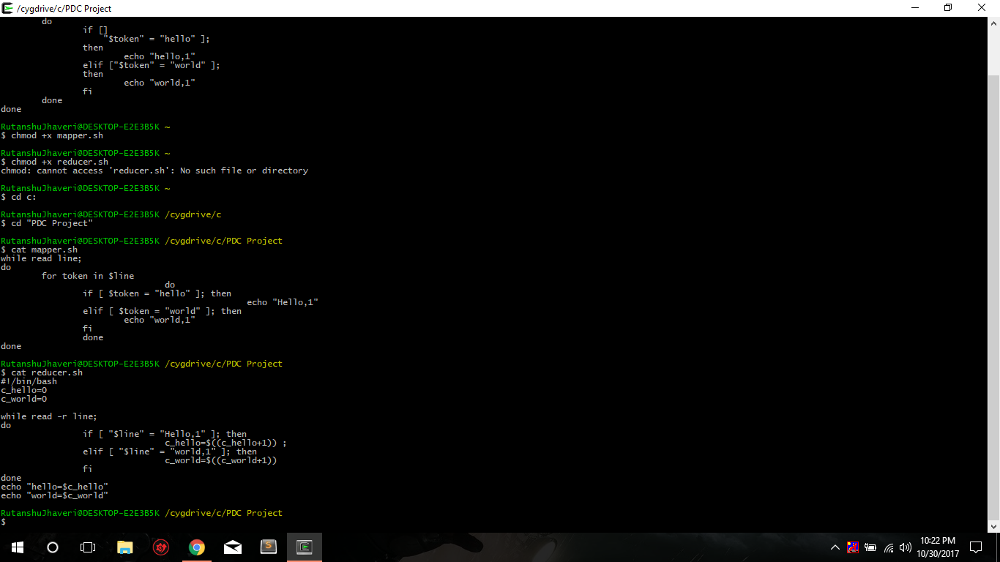 /cygdrive/c/PDC Project
do
if []
"$token" = "hello" ];
then
echo "hello,1"
elif ["$token" = "world" ];
then
echo "world,1"
fi
done
done
RutanshuJhaveri@DESKTOP-E2E3B5K ~
$ chmod +x mapper.sh
RutanshuJhaveri@DESKTOP-E2E3B5K ~
$ chmod +x reducer.sh
chmod: cannot access 'reducer.sh': No such file or directory
RutanshuJhaveri@DESKTOP-E2E3B5K ~
$ cd c:
RutanshuJhaveri@DESKTOP-E2E3B5K /cygdrive/c
$ cd "PDC Project"
RutanshuJhaveri@DESKTOP-E2E3B5K /cygdrive/c/PDC Project
$ cat mapper.sh
while read line;
do
for token in $line
do
if [ $token = "hello" ]; then
echo "Hello,1"
elif [ $token = "world" ]; then
echo "world,1"
fi
done
done
RutanshuJhaveri@DESKTOP-E2E3B5K /cygdrive/c/PDC Project
$ cat reducer.sh
#!/bin/bash
c_hello=0
c_world=0
while read -r line;
do
if [ "$line" = "Hello,1" ]; then
c_hello=$((c_hello+1)) ;
elif [ "$line" = "world,1" ]; then
c_world=$((c_world+1))
fi
done
echo "hello=$c_hello"
echo "world=$c_world"
RutanshuJhaveri@DESKTOP-E2E3B5K /cygdrive/c/PDC Project
$
10:22 PM
10/30/2017